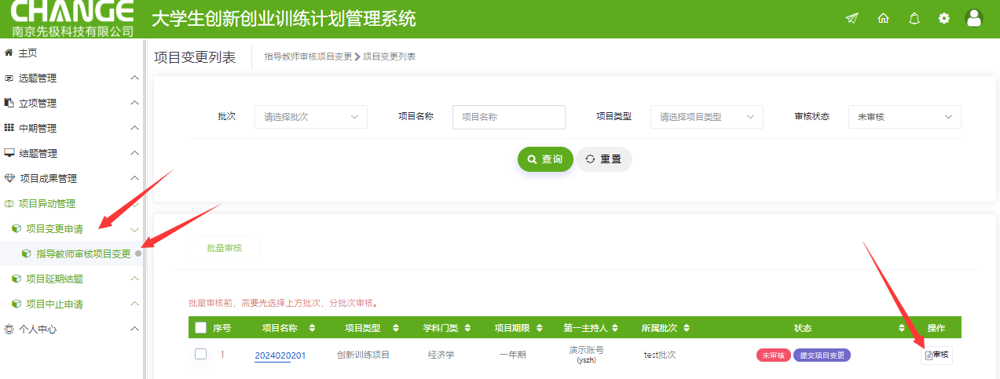 CHANGE
南京先极科技有限公司
大学生创新创业训练计划管理系统
主页
选题管理
立项管理
中期管理
结题管理
项目成果管理
项目异动管理
项目变更申请
指导教师审核项目变更
项目延期结题
项目中止申请
个人中心
项目变更列表
指导教师审核项目变更 项目变更列表
批次 请选择批次 项目名称 项目名称 项目类型 请选择项目类型 审核状态 未审核
查询 重置
批量审核
批量审核前，需要先选择上方批次，分批次审核。
序号 项目名称 项目类型 学科门类 项目期限 第一主持人 所属批次 状态 操作
1 2024020201 创新训练项目 经济学 一年期 演示账号 test批次 未审核 提交项目变更 审核
(yszh)